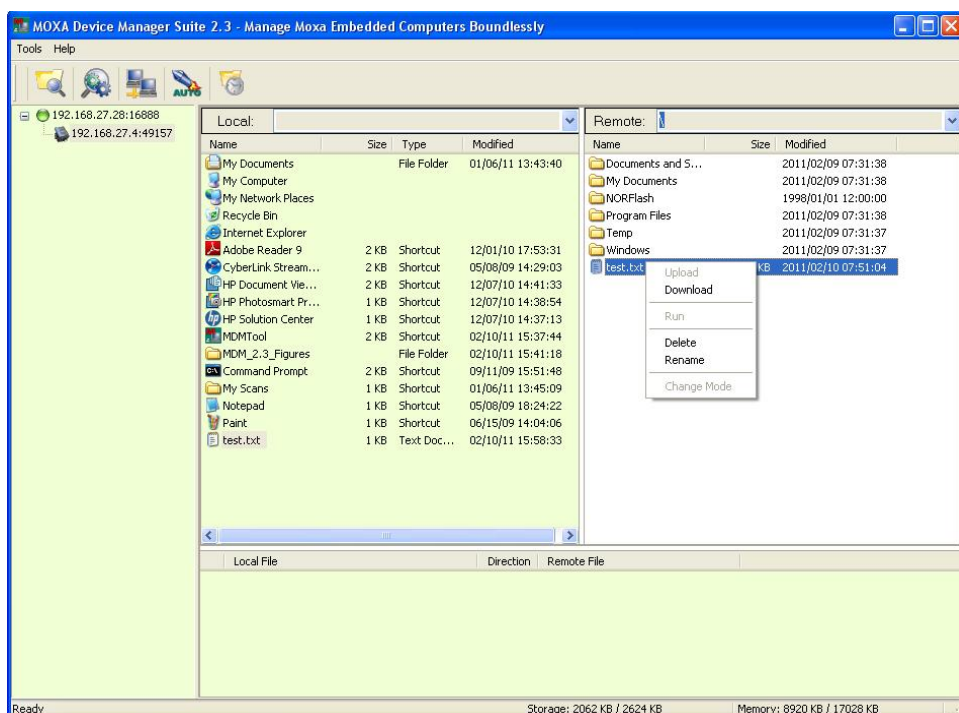 MOXA Device Manager Suite 2.3 - Manage Moxa Embedded Computers Boundlessly
Tools Help
AUTO
192.168.27.28:16888
192.168.27.4:49157
Local:
Name Size Type Modified
My Documents File Folder 01/06/11 13:43:40
My Computer
My Network Places
Recycle Bin
Internet Explorer
Adobe Reader 9 2 KB Shortcut 12/01/10 17:53:31
CyberLink Stream... 2 KB Shortcut 05/08/09 14:29:03
HP Document Vie... 2 KB Shortcut 12/07/10 14:41:33
HP Photosmart Pr... 1 KB Shortcut 12/07/10 14:38:54
HP Solution Center 1 KB Shortcut 12/07/10 14:37:13
MDMTool 2 KB Shortcut 02/10/11 15:37:44
MDM_2.3_Figures File Folder 02/10/11 15:41:18
Command Prompt 2 KB Shortcut 09/11/09 15:51:48
My Scans 1 KB Shortcut 01/06/11 13:45:09
Notepad 1 KB Shortcut 05/08/09 18:24:22
Paint 1 KB Shortcut 06/15/09 14:04:06
test.txt 1 KB Text Doc... 02/10/11 15:58:33
Remote: \
Name Size Modified
Documents and S... 2011/02/09 07:31:38
My Documents 2011/02/09 07:31:38
NORFlash 1998/01/01 12:00:00
Program Files 2011/02/09 07:31:38
Temp 2011/02/09 07:31:37
Windows 2011/02/09 07:31:37
test.txt KB 2011/02/10 07:51:04
Upload
Download
Run
Delete
Rename
Change Mode
Local File Direction Remote File
Ready Storage: 2062 KB / 2624 KB Memory: 8920 KB / 17028 KB